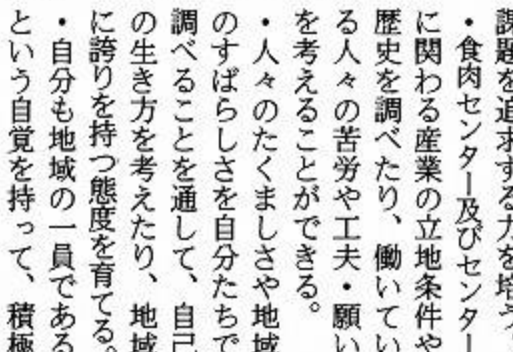 課題を追求する力を培う
・食肉センター及びセンター
に関わる産業の立地条件や
歴史を調べたり、働いてい
る人々の苦労や工夫・願い
を考えることができる。
・人々のたくましさや地域
のすばらしさを自分たちで
調べることを通して、自己
の生き方を考えたり、地域
に誇りを持つ態度を育てる。
・自分も地域の一員である
という自覚を持って、積極